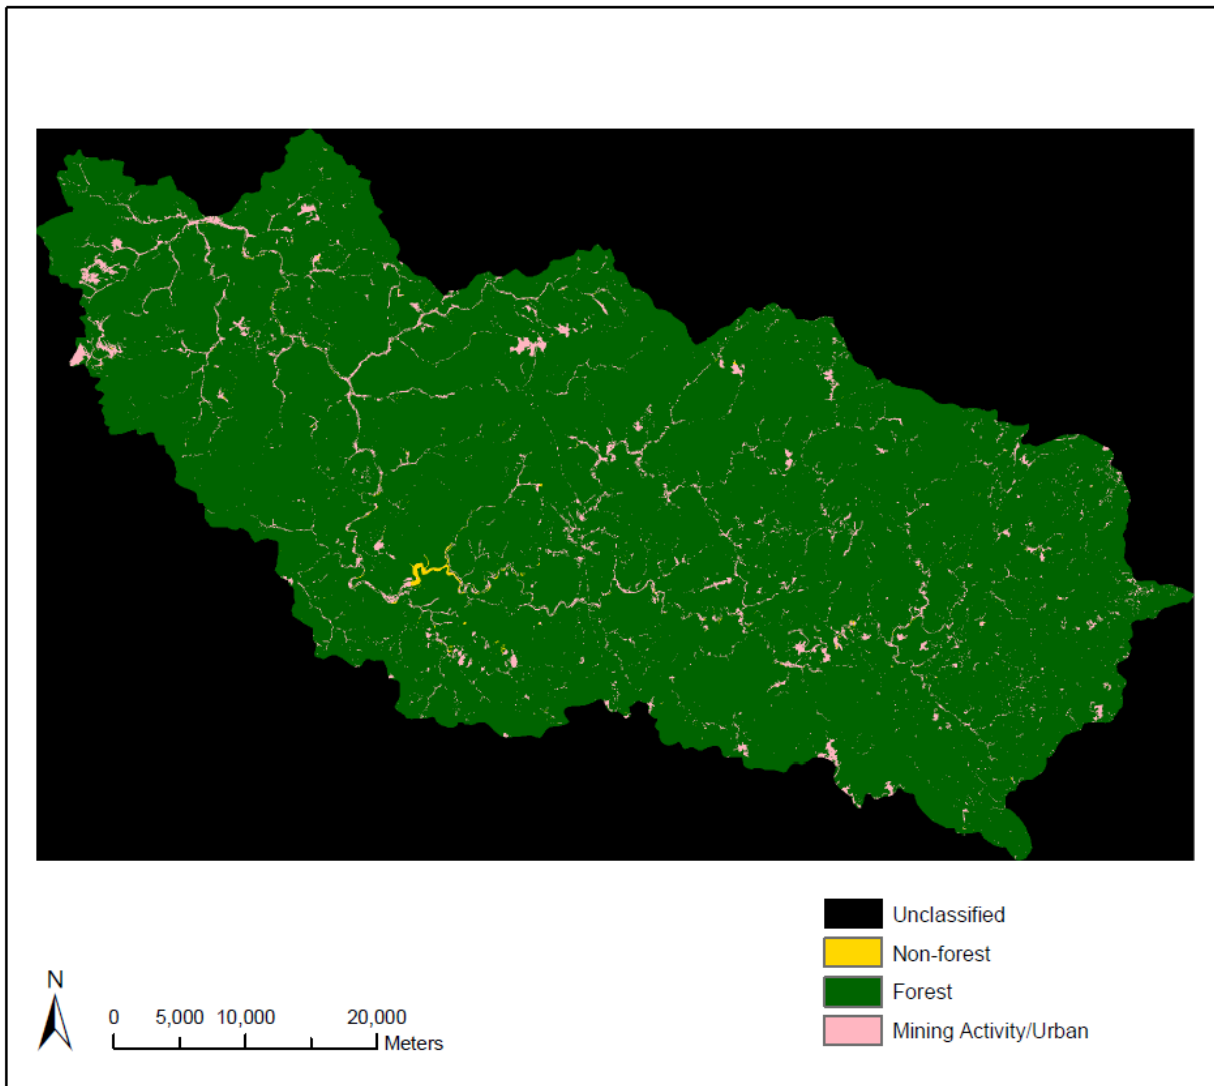 Unclassified
Non-forest
Forest
Mining Activity/Urban
N
0 5,000 10,000 20,000
Meters